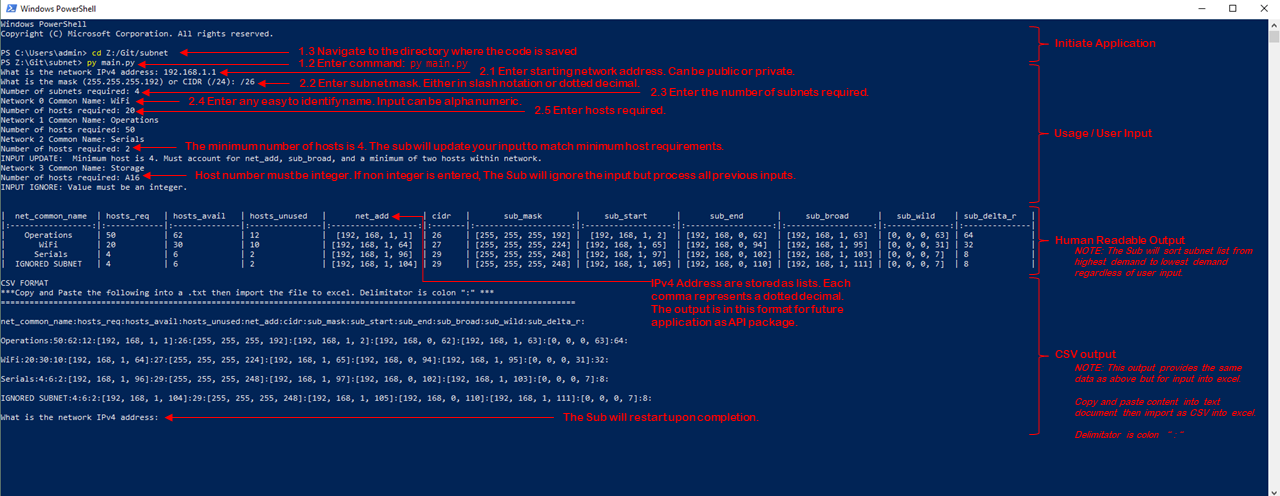 Windows PowerShell
Windows PowerShell
Copyright (C) Microsoft Corporation. All rights reserved.
Initiate Application
PS C:\Users\admin> cd Z:/Git/subnet
1.3 Navigate to the directory where the code is saved
PS Z:\Git\subnet> py main.py
1.2 Enter command: py main.py
What is the network IPv4 address: 192.168.1.1
2.1 Enter starting network address. Can be public or private.
What is the mask (255.255.255.192) or CIDR (/24): /26
2.2 Enter subnet mask. Either in slash notation or dotted decimal.
Number of subnets required: 4
2.3 Enter the number of subnets required.
Network 0 Common Name: WiFi
2.4 Enter any easy to identify name. Input can be alpha numeric.
Number of hosts required: 20
2.5 Enter hosts required.
Network 1 Common Name: Operations
Number of hosts required: 50
Usage / User Input
Network 2 Common Name: Serials
Number of hosts required: 2
The minimum number of hosts is 4. The sub will update your input to match minimum host requirements.
INPUT UPDATE:  Minimum host is 4. Must account for net_add, sub_broad, and a minimum of two hosts within network.
Network 3 Common Name: Storage
Number of hosts required: A16
Host number must be integer. If non integer is entered, The Sub will ignore the input but process all previous inputs.
INPUT IGNORE: Value must be an integer.
| net_common_name | hosts_req | hosts_avail | hosts_unused | net_add | cidr | sub_mask | sub_start | sub_end | sub_broad | sub_wild | sub_delta_r |
|:-----------------:|:------------|:--------------|:---------------|:-------------------:|:-------|:----------------------:|:--------------------:|:--------------------:|:--------------------:|:---------------:|:--------------|
| Operations | 50 | 62 | 12 | [192, 168, 1, 1] | 26 | [255, 255, 255, 192] | [192, 168, 1, 2] | [192, 168, 0, 62] | [192, 168, 1, 63] | [0, 0, 0, 63] | 64 |
| WiFi | 20 | 30 | 10 | [192, 168, 1, 64] | 27 | [255, 255, 255, 224] | [192, 168, 1, 65] | [192, 168, 0, 94] | [192, 168, 1, 95] | [0, 0, 0, 31] | 32 |
| Serials | 4 | 6 | 2 | [192, 168, 1, 96] | 29 | [255, 255, 255, 248] | [192, 168, 1, 97] | [192, 168, 0, 102] | [192, 168, 1, 103] | [0, 0, 0, 7] | 8 |
| IGNORED SUBNET | 4 | 6 | 2 | [192, 168, 1, 104] | 29 | [255, 255, 255, 248] | [192, 168, 1, 105] | [192, 168, 0, 110] | [192, 168, 1, 111] | [0, 0, 0, 7] | 8 |
Human Readable Output
NOTE: The Sub will sort subnet list from
highest demand to lowest demand
regardless of user input.
CSV FORMAT
***Copy and Paste the following into a .txt then import the file to excel. Delimitator is colon ":" ***
IPv4 Address are stored as lists. Each
comma represents a dotted decimal.
The output is in this format for future
application as API package.
net_common_name:hosts_req:hosts_avail:hosts_unused:net_add:cidr:sub_mask:sub_start:sub_end:sub_broad:sub_wild:sub_delta_r:
Operations:50:62:12:[192, 168, 1, 1]:26:[255, 255, 255, 192]:[192, 168, 1, 2]:[192, 168, 0, 62]:[192, 168, 1, 63]:[0, 0, 0, 63]:64:
WiFi:20:30:10:[192, 168, 1, 64]:27:[255, 255, 255, 224]:[192, 168, 1, 65]:[192, 168, 0, 94]:[192, 168, 1, 95]:[0, 0, 0, 31]:32:
Serials:4:6:2:[192, 168, 1, 96]:29:[255, 255, 255, 248]:[192, 168, 1, 97]:[192, 168, 0, 102]:[192, 168, 1, 103]:[0, 0, 0, 7]:8:
IGNORED SUBNET:4:6:2:[192, 168, 1, 104]:29:[255, 255, 255, 248]:[192, 168, 1, 105]:[192, 168, 0, 110]:[192, 168, 1, 111]:[0, 0, 0, 7]:8:
CSV output
NOTE: This output provides the same
data as above but for input into excel.
Copy and paste content into text
document then import as CSV into excel.
Delimitator is colon " : "
What is the network IPv4 address:
The Sub will restart upon completion.